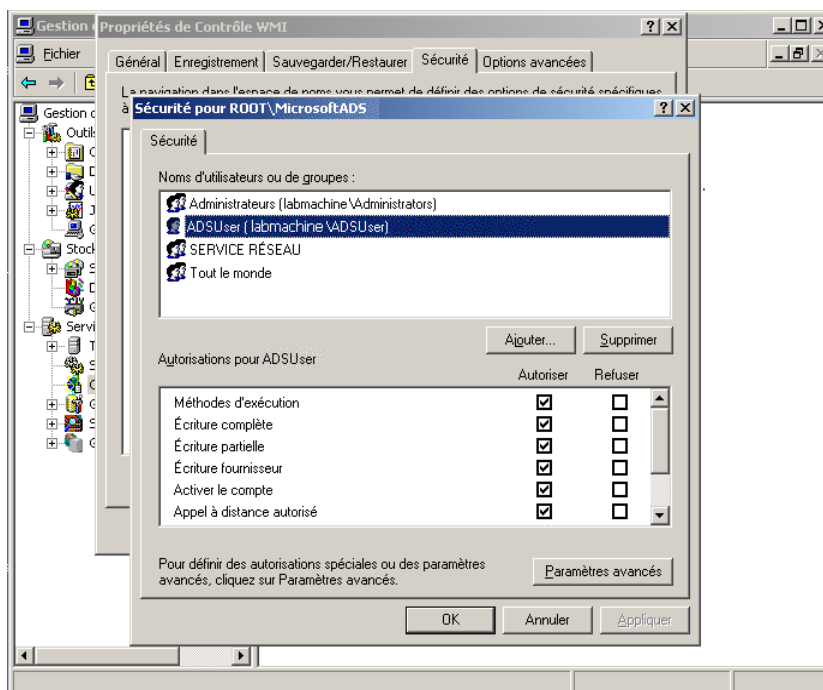 Gestion
Propriétés de Contrôle WMI
Fichier
Général
Enregistrement
Sauvegarder/Restaurer
Sécurité
Options avancées
La navigation dans l'espace de noms vous permet de définir des options de sécurité spécifiques
à
Sécurité pour ROOT\MicrosoftADS
Gestion
Outils
Stock
Servi
Sécurité
Noms d'utilisateurs ou de groupes :
Administrateurs (labmachine\Administrators)
ADSUser ( labmachine \ADSUser)
SERVICE RÉSEAU
Tout le monde
Ajouter...
Supprimer
Autorisations pour ADSUser
Autoriser
Refuser
Méthodes d'exécution
Écriture complète
Écriture partielle
Écriture fournisseur
Activer le compte
Appel à distance autorisé
Pour définir des autorisations spéciales ou des paramètres
avancés, cliquez sur Paramètres avancés.
Paramètres avancés
OK
Annuler
Appliquer